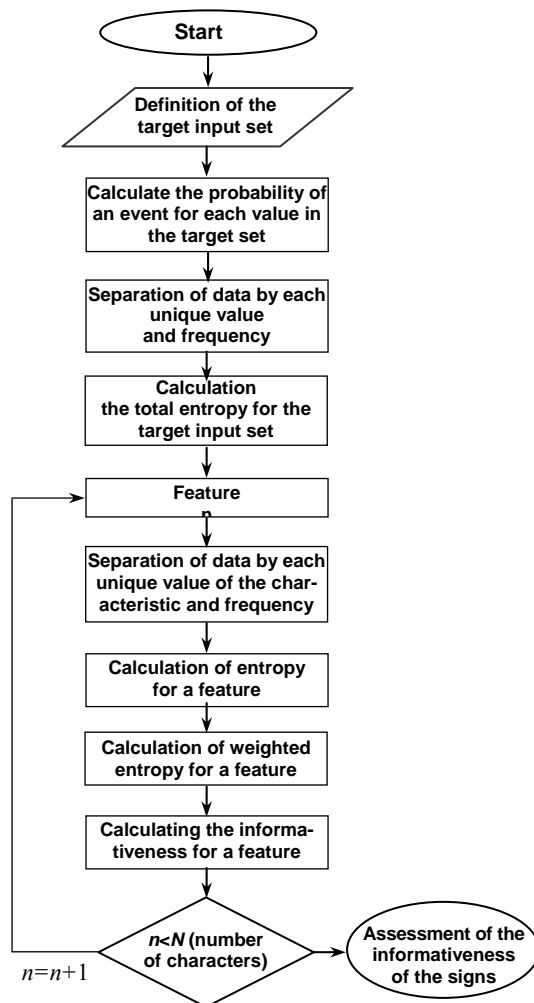 Start
Definition of the
target input set
Calculate the probability of
an event for each value in
the target set
Separation of data by each
unique value
and frequency
Calculation
the total entropy for the
target input set
Feature
n
Separation of data by each
unique value of the char-
acteristic and frequency
Calculation of entropy
for a feature
Calculation of weighted
entropy for a feature
Calculating the informa-
tiveness for a feature
n<N (number
of characters)
n=n+1
Assessment of the
informativeness
of the signs